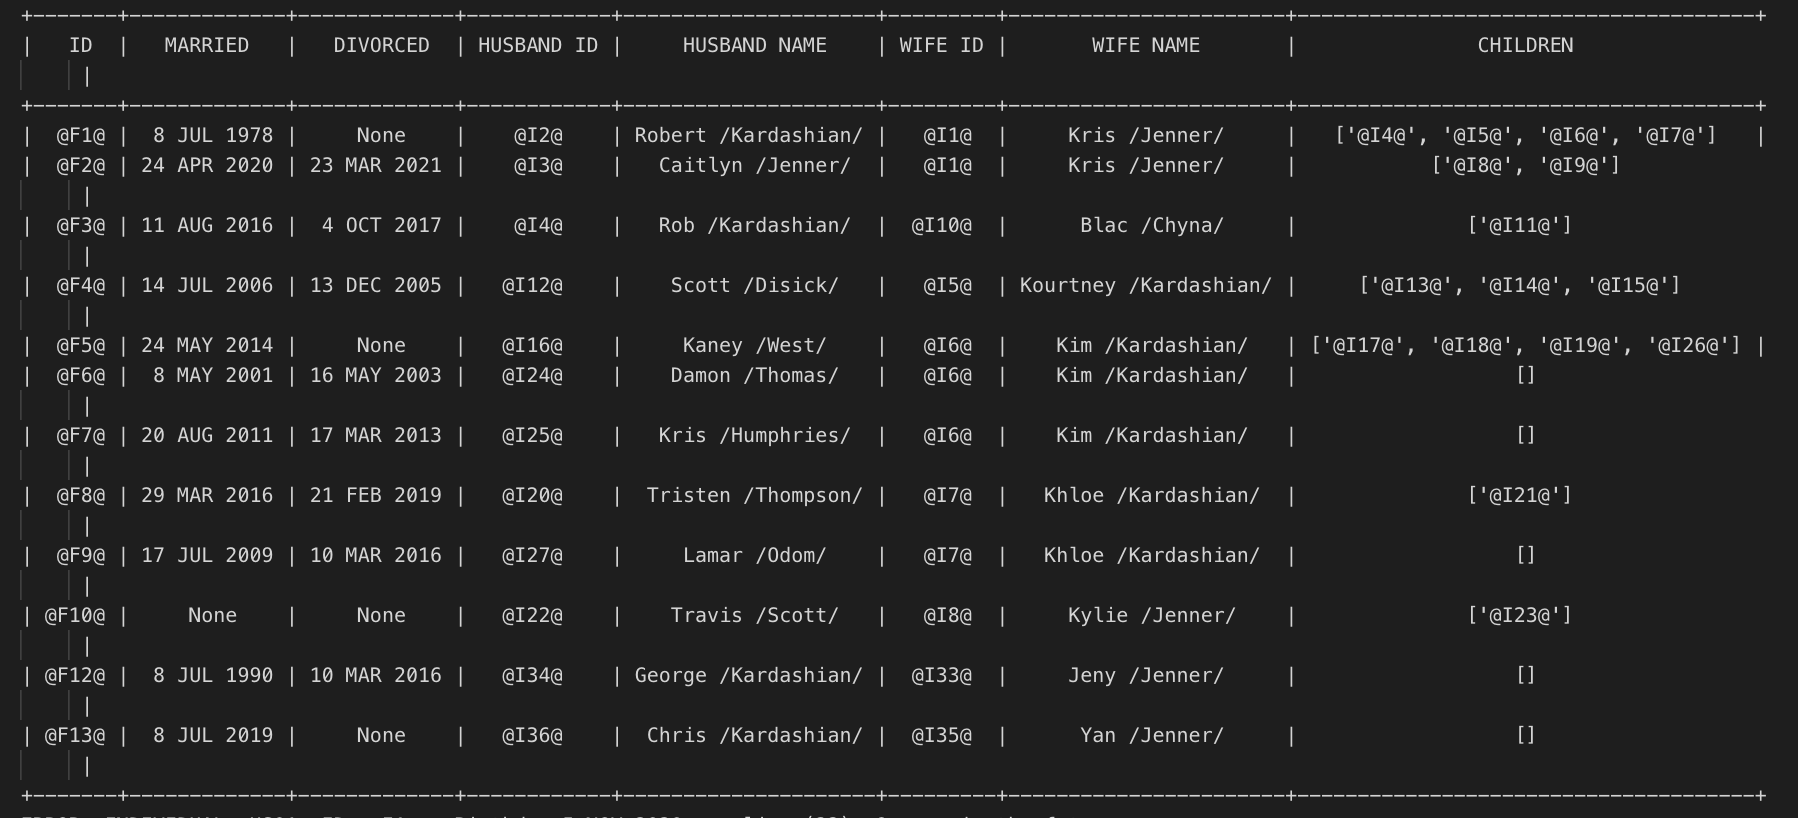 +-------+-------------+-------------+------------+---------------------+---------+-----------------------+--------------------------------------+
|   ID  |   MARRIED   |   DIVORCED  | HUSBAND ID |     HUSBAND NAME    | WIFE ID |       WIFE NAME       |               CHILDREN
|
+-------+-------------+-------------+------------+---------------------+---------+-----------------------+--------------------------------------+
|  @F1@ |  8 JUL 1978 |     None    |    @I2@    | Robert /Kardashian/ |   @I1@  |     Kris /Jenner/     |   ['@I4@', '@I5@', '@I6@', '@I7@']   |
|  @F2@ | 24 APR 2020 | 23 MAR 2021 |    @I3@    |   Caitlyn /Jenner/  |   @I1@  |     Kris /Jenner/     |           ['@I8@', '@I9@']
|
|  @F3@ | 11 AUG 2016 |  4 OCT 2017 |    @I4@    |   Rob /Kardashian/  |  @I10@  |      Blac /Chyna/     |              ['@I11@']
|
|  @F4@ | 14 JUL 2006 | 13 DEC 2005 |   @I12@    |    Scott /Disick/   |   @I5@  | Kourtney /Kardashian/ |     ['@I13@', '@I14@', '@I15@']
|
|  @F5@ | 24 MAY 2014 |     None    |   @I16@    |     Kaney /West/    |   @I6@  |    Kim /Kardashian/   | ['@I17@', '@I18@', '@I19@', '@I26@'] |
|  @F6@ |  8 MAY 2001 | 16 MAY 2003 |   @I24@    |    Damon /Thomas/   |   @I6@  |    Kim /Kardashian/   |                  []
|
|  @F7@ | 20 AUG 2011 | 17 MAR 2013 |   @I25@    |   Kris /Humphries/  |   @I6@  |    Kim /Kardashian/   |                  []
|
|  @F8@ | 29 MAR 2016 | 21 FEB 2019 |   @I20@    |  Tristen /Thompson/ |   @I7@  |   Khloe /Kardashian/  |              ['@I21@']
|
|  @F9@ | 17 JUL 2009 | 10 MAR 2016 |   @I27@    |     Lamar /Odom/    |   @I7@  |   Khloe /Kardashian/  |                  []
|
| @F10@ |     None    |     None    |   @I22@    |    Travis /Scott/   |   @I8@  |     Kylie /Jenner/    |              ['@I23@']
|
| @F12@ |  8 JUL 1990 | 10 MAR 2016 |   @I34@    | George /Kardashian/ |  @I33@  |     Jeny /Jenner/     |                  []
|
| @F13@ |  8 JUL 2019 |     None    |   @I36@    |  Chris /Kardashian/ |  @I35@  |      Yan /Jenner/     |                  []
|
+-------+-------------+-------------+------------+---------------------+---------+-----------------------+--------------------------------------+